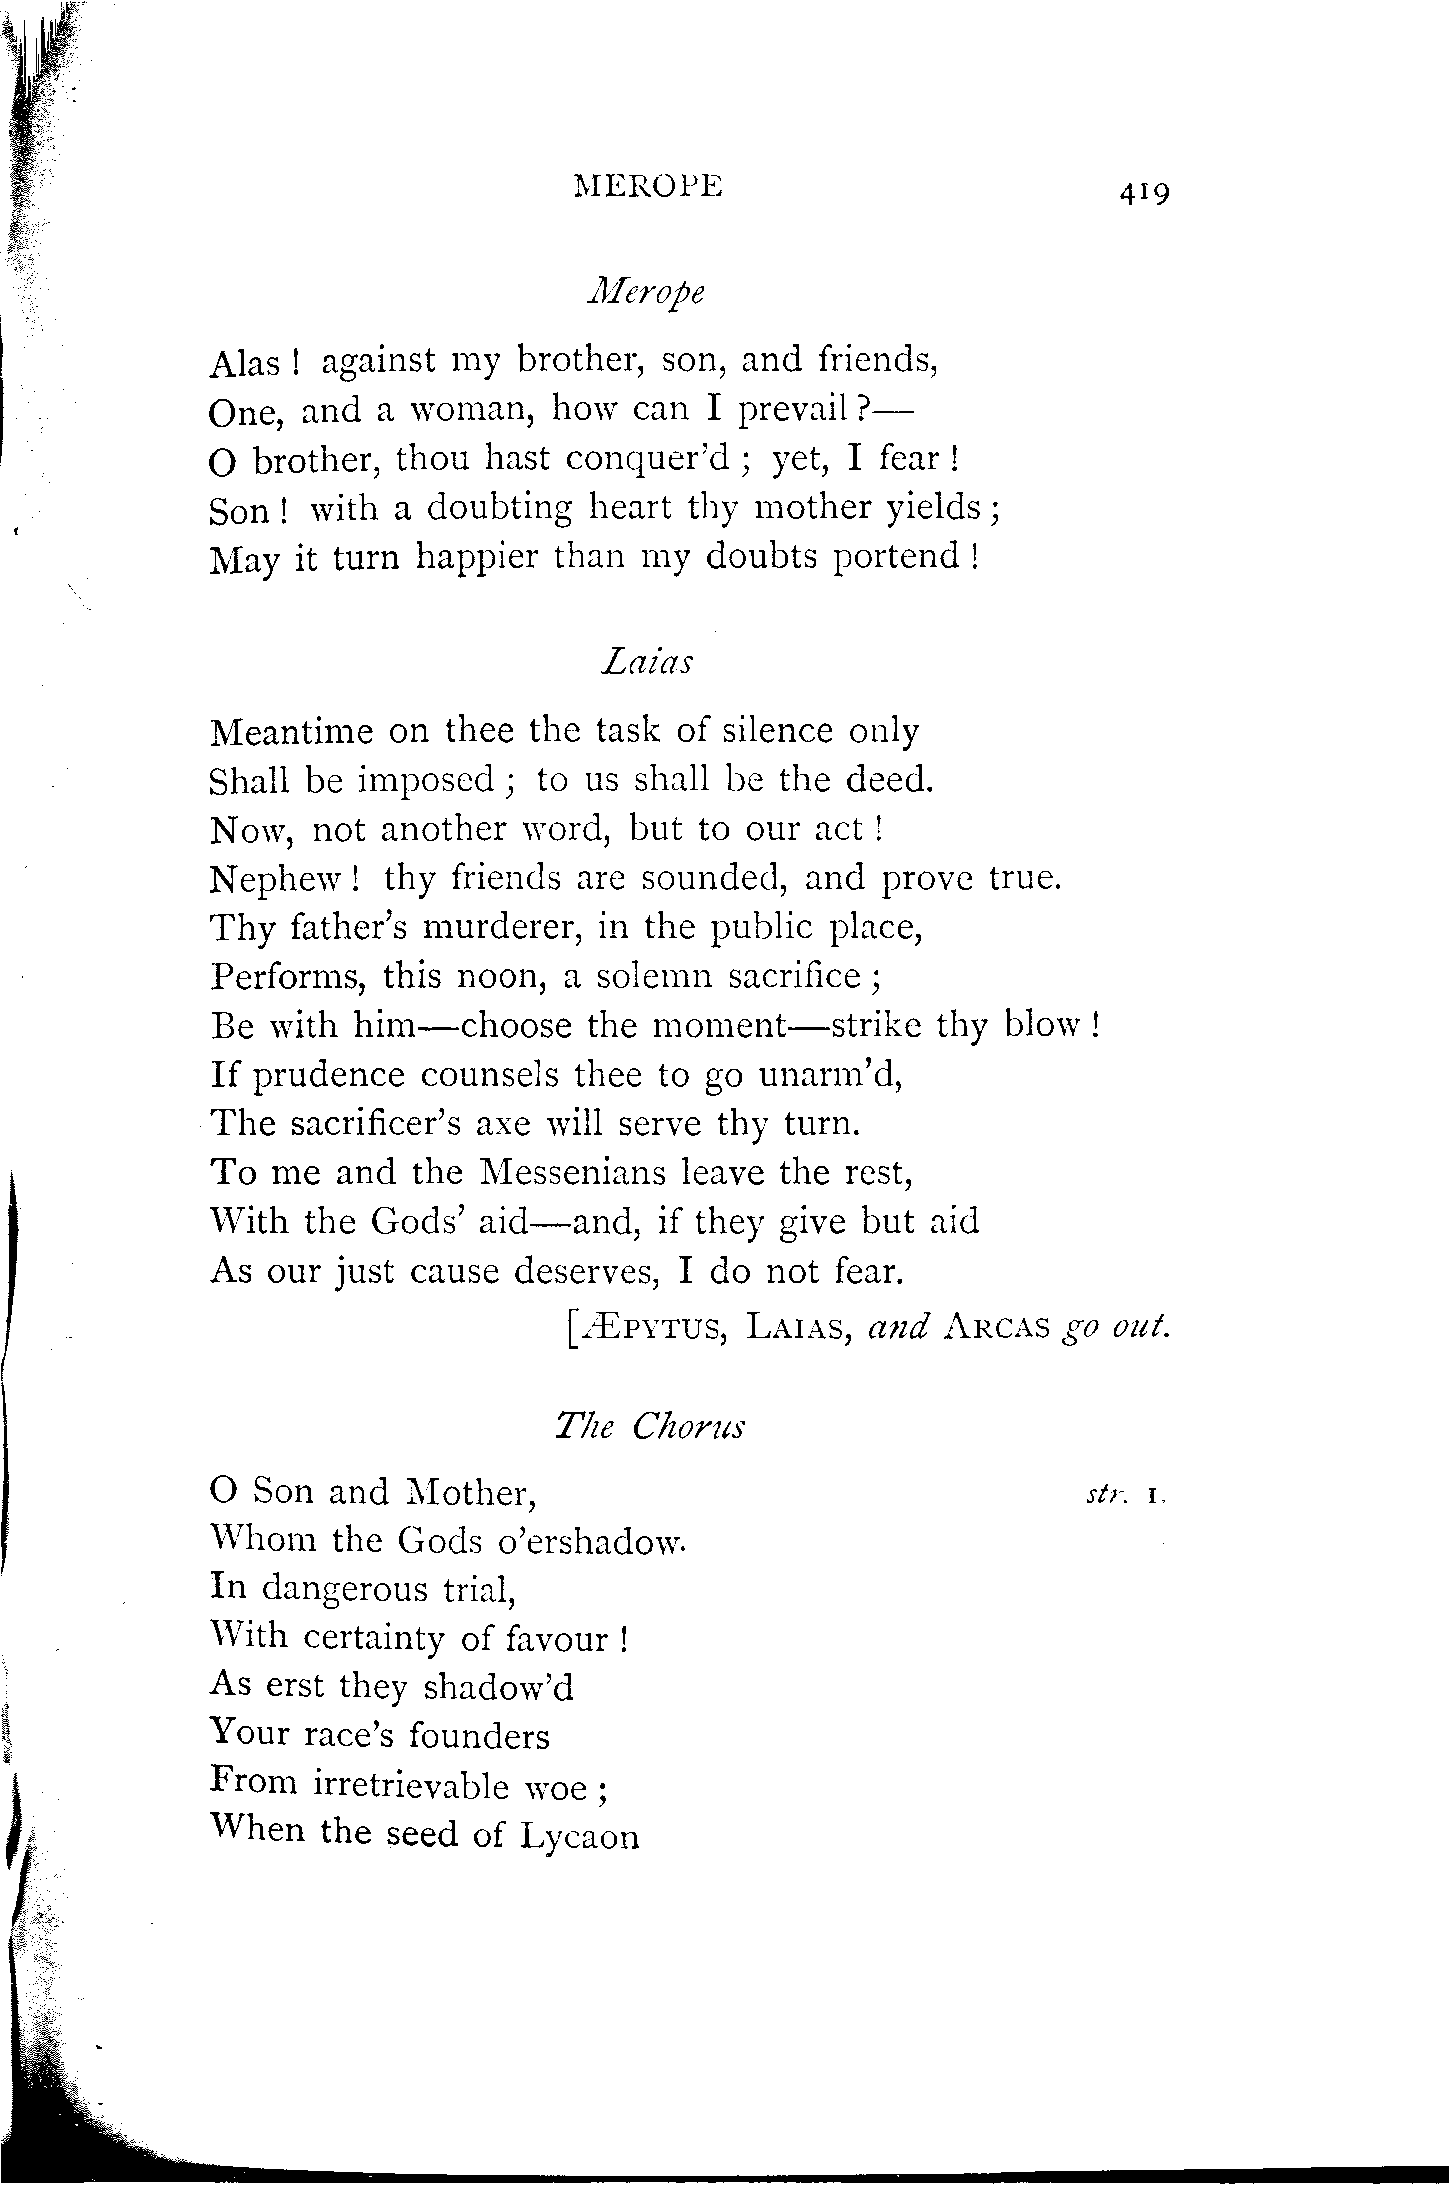 MEROPE 419
Merope
Alas ! against my brother, son, and friends,
One, and a woman, how can I prevail ?—
O brother, thou hast conquer'd ; yet, I fear !
Son ! with a doubting heart thy mother yields ;
May it turn happier than my doubts portend !
Laias
Meantime on thee the task of silence only
Shall be imposed ; to us shall be the deed.
Now, not another word, but to our act !
Nephew ! thy friends are sounded, and prove true.
Thy father's murderer, in the public place,
Performs, this noon, a solemn sacrifice ;
Be with him—choose the moment—strike thy blow !
If prudence counsels thee to go unarm'd,
The sacrificer's axe will serve thy turn.
To me and the Messenians leave the rest,
With the Gods' aid—and, if they give but aid
As our just cause deserves, I do not fear.
[ÆPYTUS, LAIAS, and ARCAS go out.
The Chorus
O Son and Mother, str. 1.
Whom the Gods o'ershadow.
In dangerous trial,
With certainty of favour !
As erst they shadow'd
Your race's founders
From irretrievable woe ;
When the seed of Lycaon